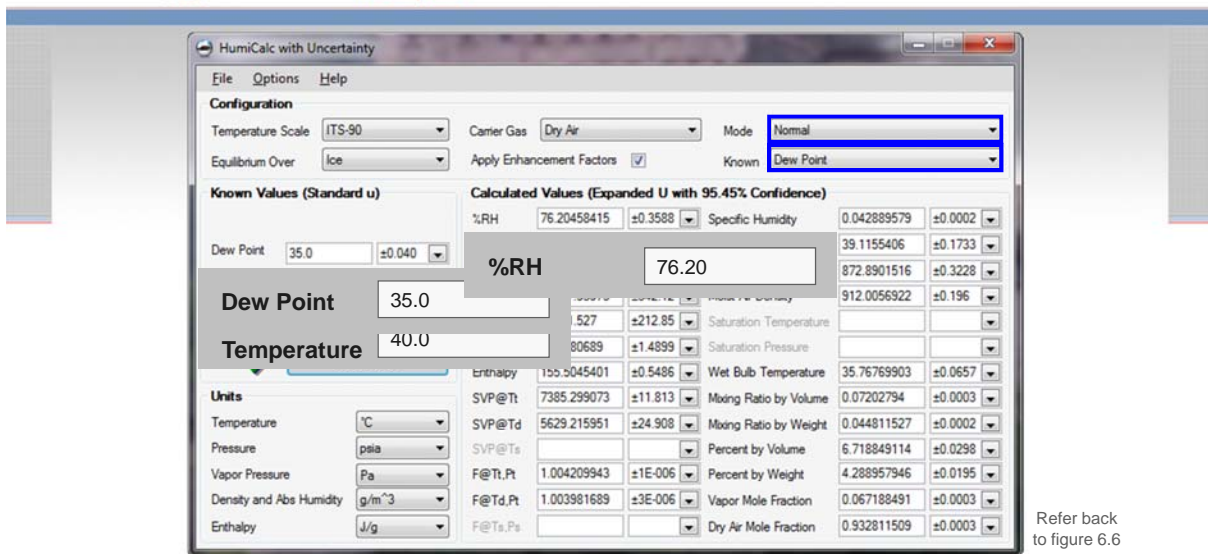 HumiCalc with Uncertainty
File Options Help
Configuration
Temperature Scale ITS-90 Carrier Gas Dry Air Mode Normal
Equilibrium Over Ice Apply Enhancement Factors Known Dew Point
Known Values (Standard u) Calculated Values (Expanded U with 95.45% Confidence)
%RH 76.20458415 ±0.3588 Specific Humidity 0.042889579 ±0.0002
Dew Point 35.0 ±0.040 39.1155406 ±0.1733
%RH 76.20 872.8901516 ±0.3228
Dew Point 35.0 912.0056922 ±0.196
.527 ±212.85 Saturation Temperature
Temperature 40.0 80689 ±1.4899 Saturation Pressure
Enthalpy 155.5045401 ±0.5486 Wet Bulb Temperature 35.76769903 ±0.0657
Units SVP@Tt 7385.299073 ±11.813 Mixing Ratio by Volume 0.07202794 ±0.0003
Temperature °C SVP@Td 5629.215951 ±24.908 Mixing Ratio by Weight 0.044811527 ±0.0002
Pressure psia SVP@Ts Percent by Volume 6.718849114 ±0.0298
Vapor Pressure Pa F@Tt,Pt 1.004209943 ±1E-006 Percent by Weight 4.288957946 ±0.0195
Density and Abs Humidity g/m^3 F@Td,Pt 1.003981689 ±3E-006 Vapor Mole Fraction 0.067188491 ±0.0003
Enthalpy J/g F@Ts,Ps Dry Air Mole Fraction 0.932811509 ±0.0003
Refer back
to figure 6.6